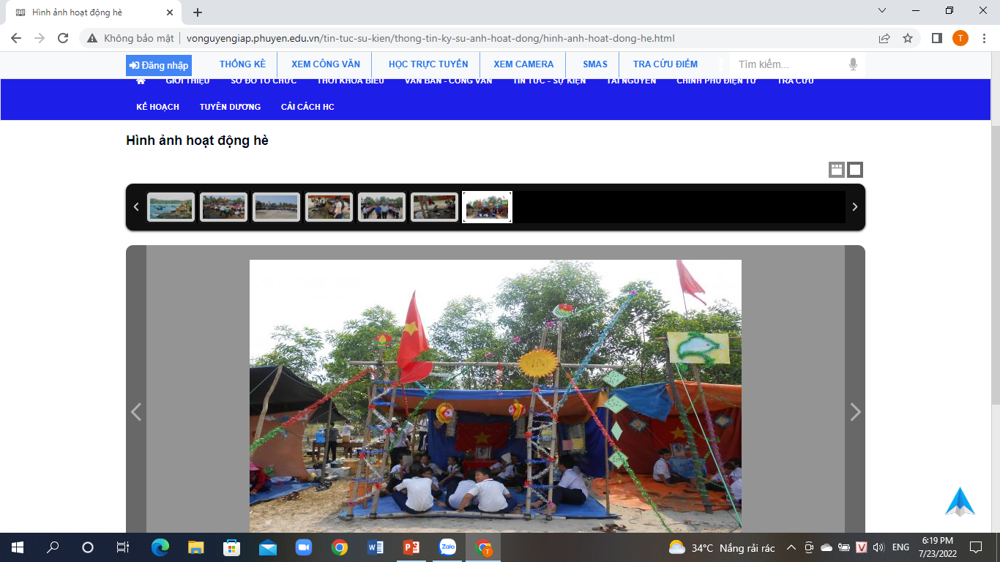 Hình ảnh hoạt động hè
Không bảo mật
vonguyengiap.phuyen.edu.vn/tin-tuc-su-kien/thong-tin-ky-su-anh-hoat-dong/hinh-anh-hoat-dong-he.html
T
Đăng nhập
THỐNG KÊ
XEM CÔNG VĂN
HỌC TRỰC TUYẾN
XEM CAMERA
SMAS
TRA CỨU ĐIỂM
Tìm kiếm...
GIỚI THIỆU
SƠ ĐỒ TỔ CHỨC
THỜI KHÓA BIỂU
VĂN BẢN - CÔNG VĂN
TIN TỨC - SỰ KIỆN
TÀI NGUYÊN
CHÍNH PHỦ ĐIỆN TỬ
TRA CỨU
KẾ HOẠCH
TUYÊN DƯƠNG
CẢI CÁCH HC
Hình ảnh hoạt động hè
Zalo
T
34°C Nắng rải rác
ENG
6:19 PM
7/23/2022